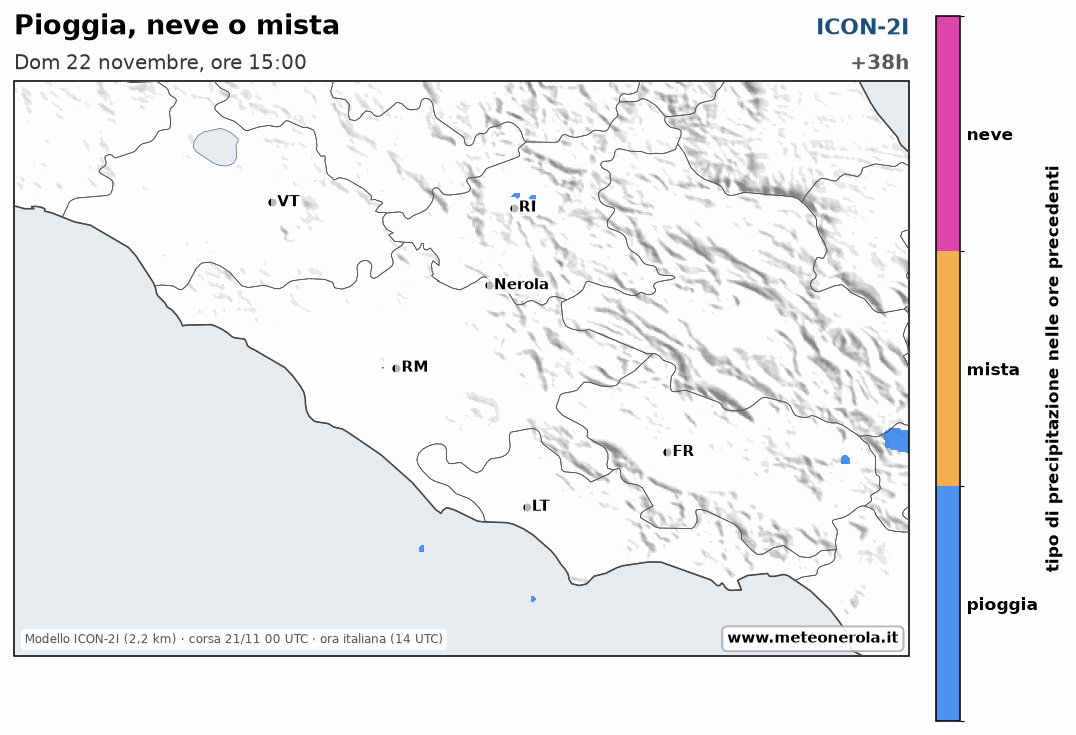 Pioggia, neve o mista
ICON-2I
Dom 22 novembre, ore 15:00
+38h
VT
RI
Nerola
RM
FR
LT
Modello ICON-2I (2,2 km) · corsa 21/11 00 UTC · ora italiana (14 UTC)
www.meteonerola.it
neve
mista
pioggia
tipo di precipitazione nelle ore precedenti